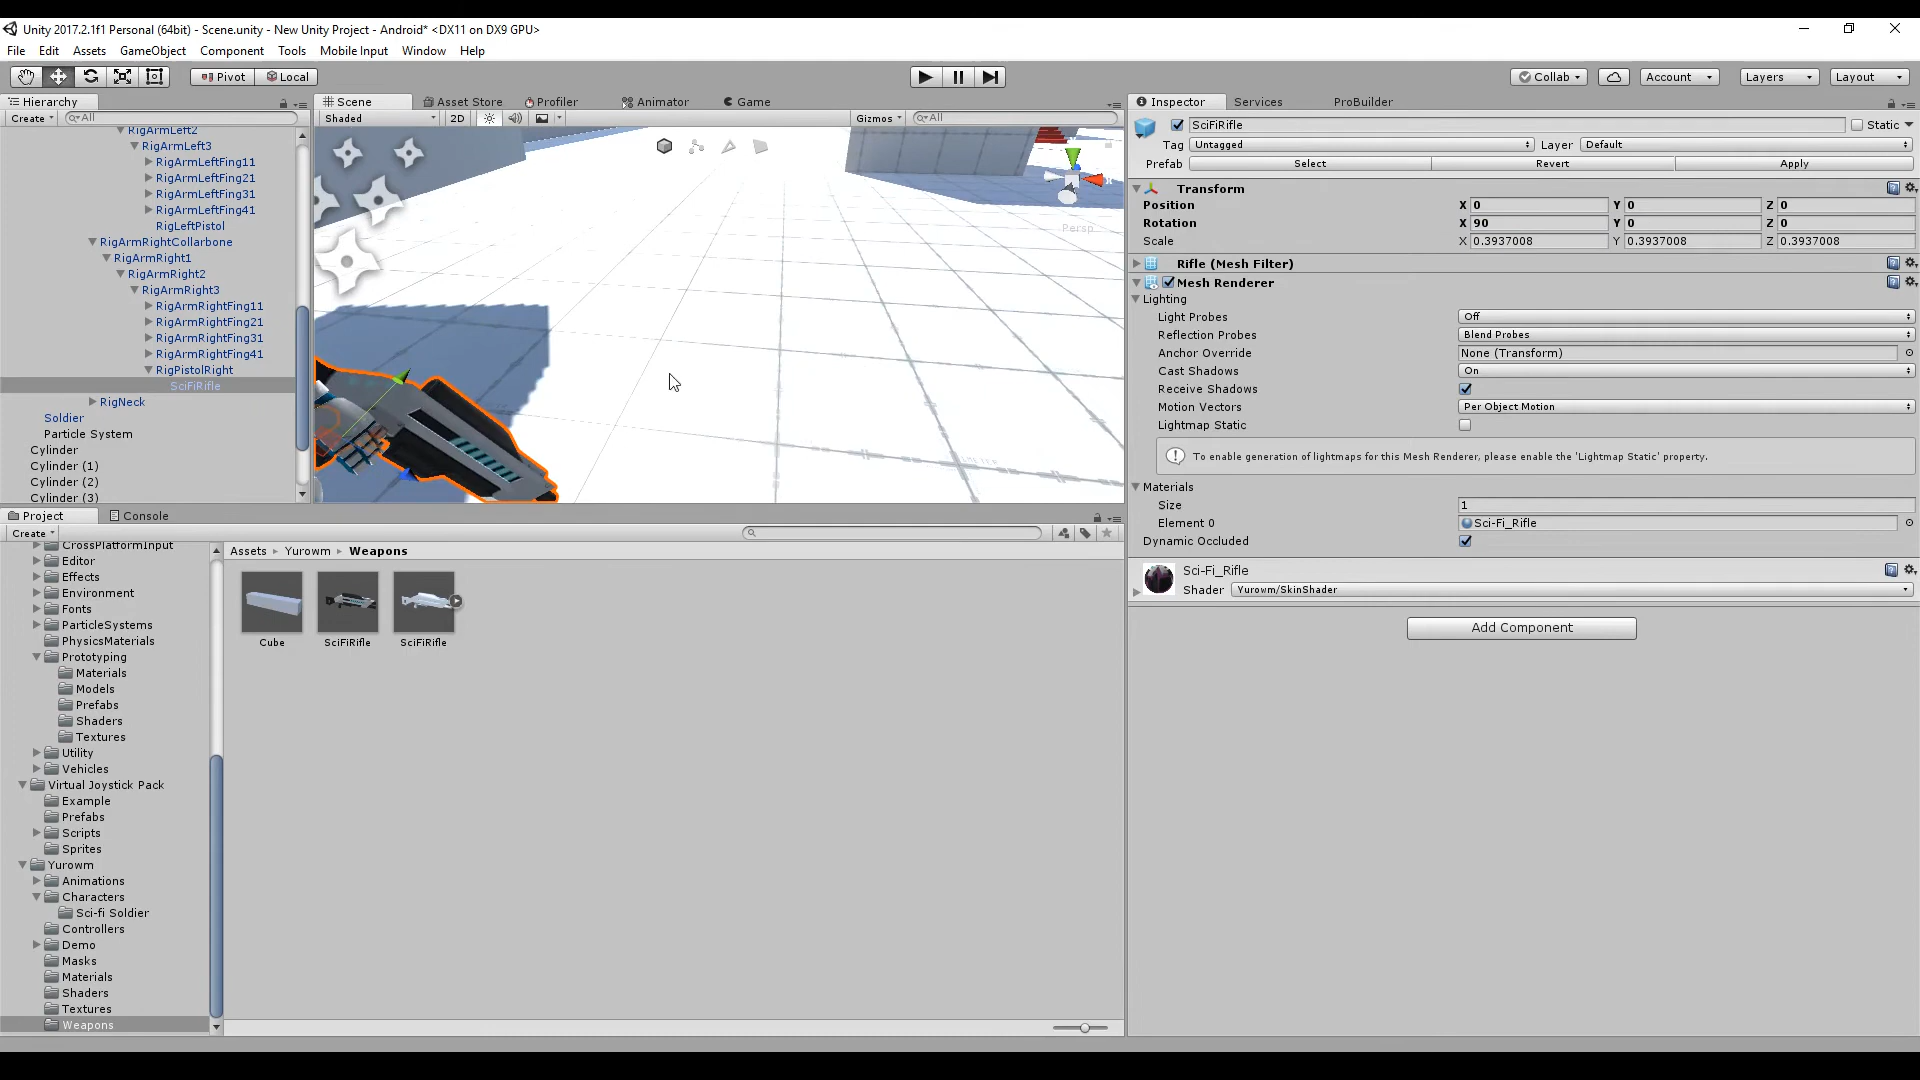 Unity 2017.2.1f1 Personal (64bit) - Scene.unity - New Unity Project - Android* <DX11 on DX9 GPU>
File Edit Assets GameObject Component Tools Mobile Input Window Help
Pivot Local Collab Account Layers Layout
Hierarchy Scene Asset Store Profiler Animator Game Inspector Services ProBuilder
Create All Shaded 2D Gizmos All
RigArmLeft2
RigArmLeft3
RigArmLeftFing11
RigArmLeftFing21
RigArmLeftFing31
RigArmLeftFing41
RigLeftPistol
RigArmRightCollarbone
RigArmRight1
RigArmRight2
RigArmRight3
RigArmRightFing11
RigArmRightFing21
RigArmRightFing31
RigArmRightFing41
RigPistolRight
SciFiRifle
RigNeck
Soldier
Particle System
Cylinder
Cylinder (1)
Cylinder (2)
Cylinder (3)
Persp
SciFiRifle Static
Tag Untagged Layer Default
Prefab Select Revert Apply
Transform
Position X 0 Y 0 Z 0
Rotation X 90 Y 0 Z 0
Scale X 0.3937008 Y 0.3937008 Z 0.3937008
Rifle (Mesh Filter)
Mesh Renderer
Lighting
Light Probes Off
Reflection Probes Blend Probes
Anchor Override None (Transform)
Cast Shadows On
Receive Shadows
Motion Vectors Per Object Motion
Lightmap Static
To enable generation of lightmaps for this Mesh Renderer, please enable the 'Lightmap Static' property.
Materials
Size 1
Element 0 Sci-Fi_Rifle
Dynamic Occluded
Sci-Fi_Rifle
Shader Yurowm/SkinShader
Add Component
Project Console
Create
CrossPlatformInput
Editor
Effects
Environment
Fonts
ParticleSystems
PhysicsMaterials
Prototyping
Materials
Models
Prefabs
Shaders
Textures
Utility
Vehicles
Virtual Joystick Pack
Example
Prefabs
Scripts
Sprites
Yurowm
Animations
Characters
Sci-fi Soldier
Controllers
Demo
Masks
Materials
Shaders
Textures
Weapons
Assets Yurowm Weapons
Cube SciFiRifle SciFiRifle